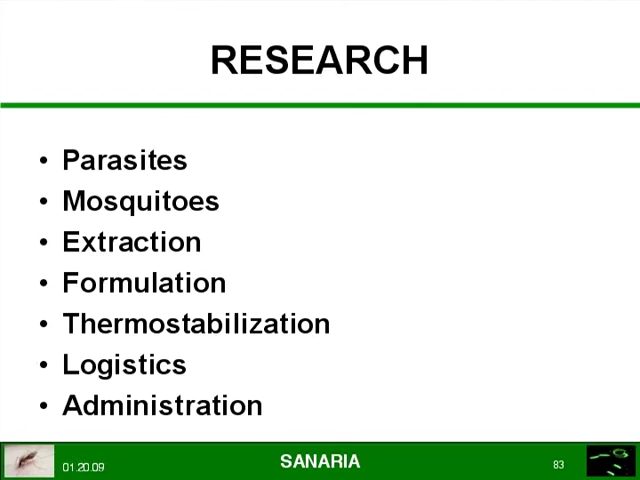 RESEARCH
• Parasites
• Mosquitoes
• Extraction
• Formulation
• Thermostabilization
• Logistics
• Administration
01.20.09
SANARIA
83